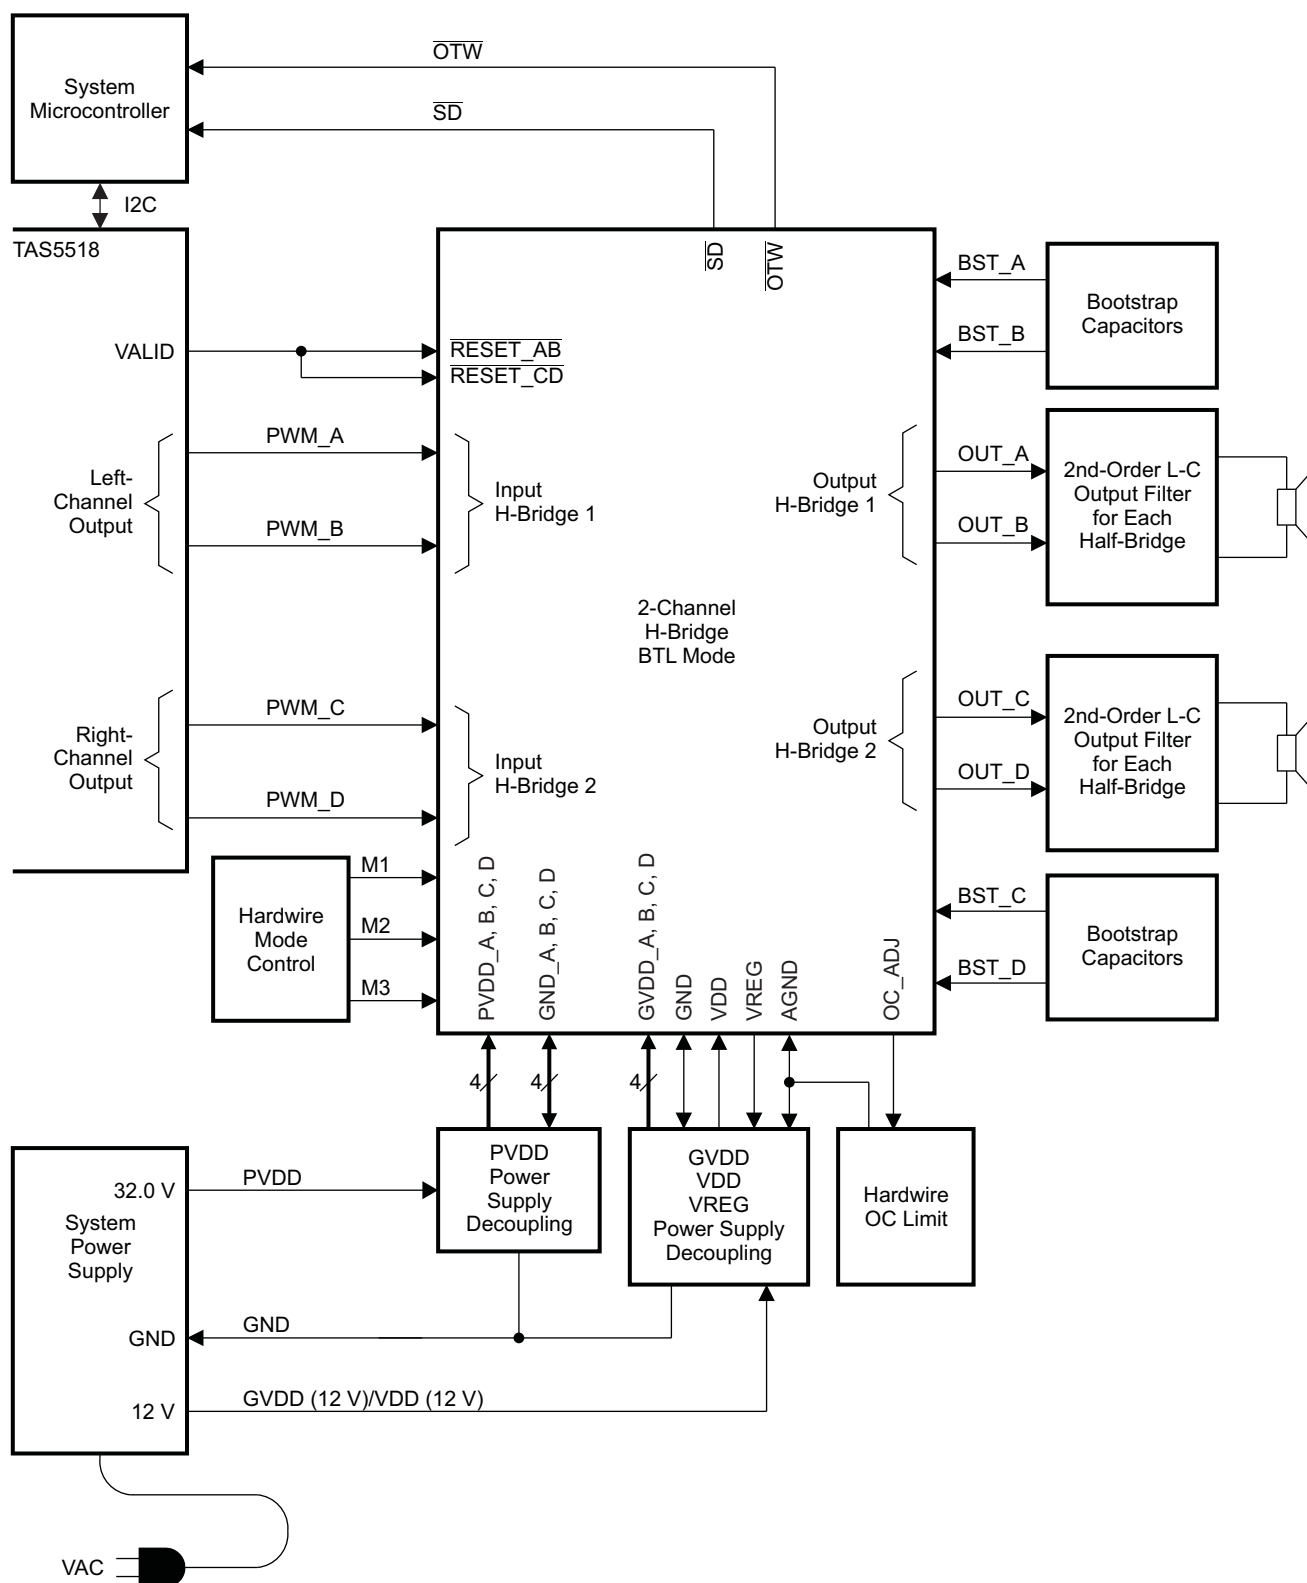 OTW
System
Microcontroller
SD
I2C
TAS5518
SD
OTW
BST_A
Bootstrap
Capacitors
BST_B
VALID
RESET_AB
RESET_CD
PWM_A
Left-
Channel
Output
PWM_B
Input
H-Bridge 1
Output
H-Bridge 1
OUT_A
OUT_B
2nd-Order L-C
Output Filter
for Each
Half-Bridge
2-Channel
H-Bridge
BTL Mode
PWM_C
Right-
Channel
Output
PWM_D
Input
H-Bridge 2
Output
H-Bridge 2
OUT_C
OUT_D
2nd-Order L-C
Output Filter
for Each
Half-Bridge
Hardwire
Mode
Control
M1
M2
M3
PVDD_A, B, C, D
GND_A, B, C, D
GVDD_A, B, C, D
GND
VDD
VREG
AGND
OC_ADJ
BST_C
BST_D
Bootstrap
Capacitors
4
4
4
PVDD
Power
Supply
Decoupling
GVDD
VDD
VREG
Power Supply
Decoupling
Hardwire
OC Limit
32.0 V
PVDD
System
Power
Supply
GND
GND
12 V
GVDD (12 V)/VDD (12 V)
VAC